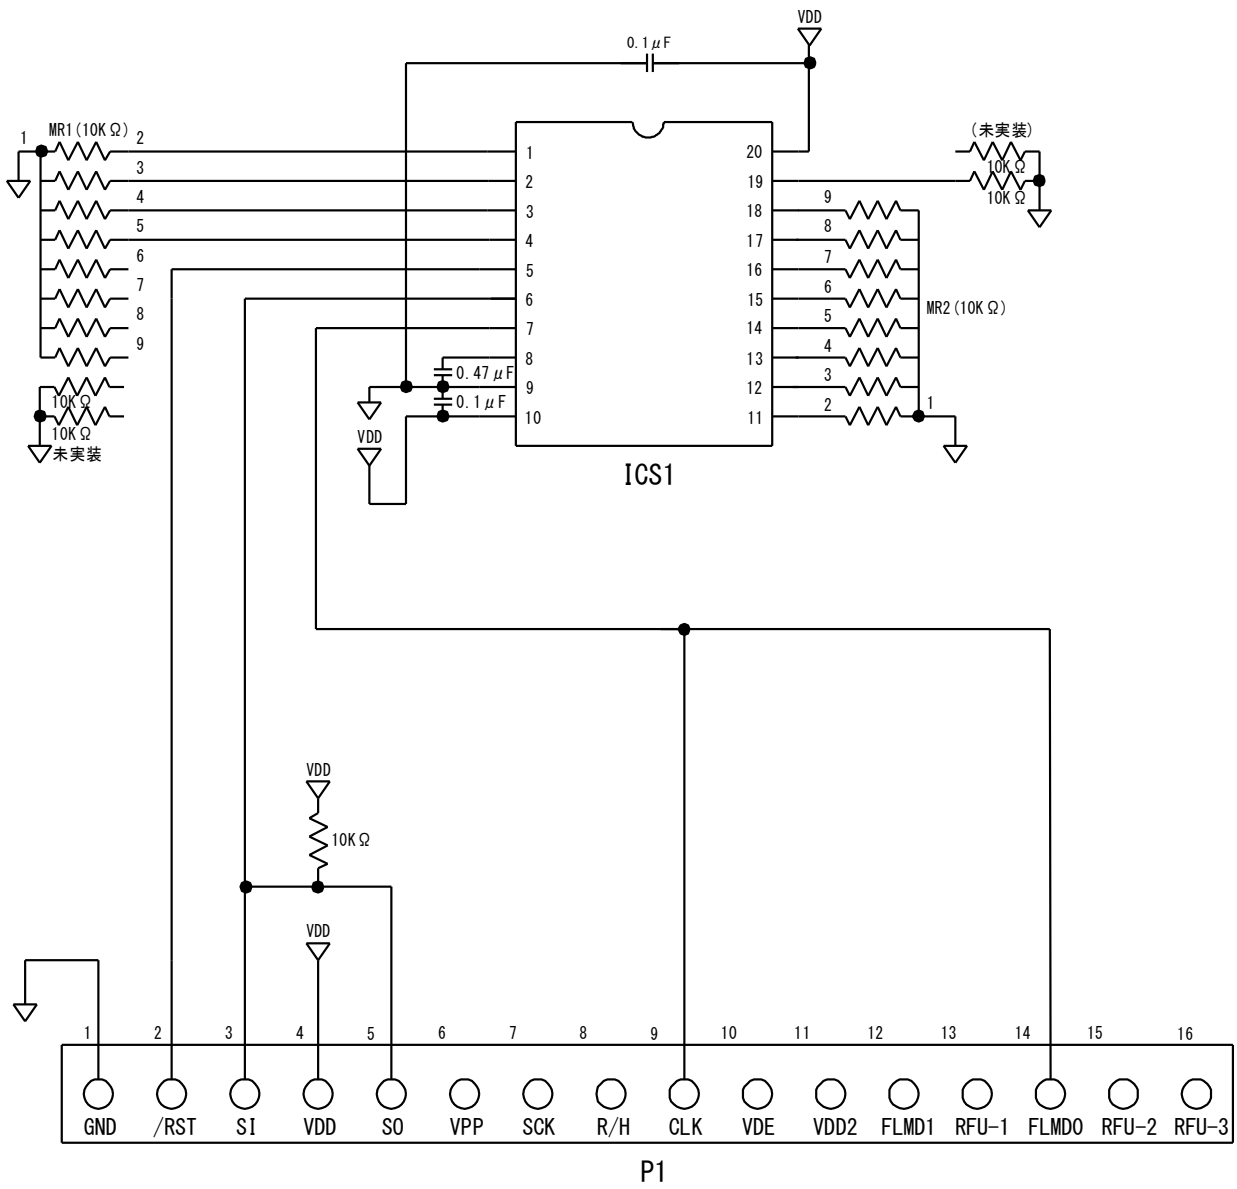 VDD
0.1μF
MR1(10KΩ)
1
2
3
4
5
6
7
8
9
10KΩ
10KΩ
未実装
1
2
3
4
5
6
7
8
9
10
20
19
18
17
16
15
14
13
12
11
(未実装)
10KΩ
10KΩ
9
8
7
6
5
4
3
2
1
MR2(10KΩ)
0.47μF
0.1μF
VDD
ICS1
VDD
10KΩ
VDD
1 2 3 4 5 6 7 8 9 10 11 12 13 14 15 16
GND /RST SI VDD SO VPP SCK R/H CLK VDE VDD2 FLMD1 RFU-1 FLMD0 RFU-2 RFU-3
P1